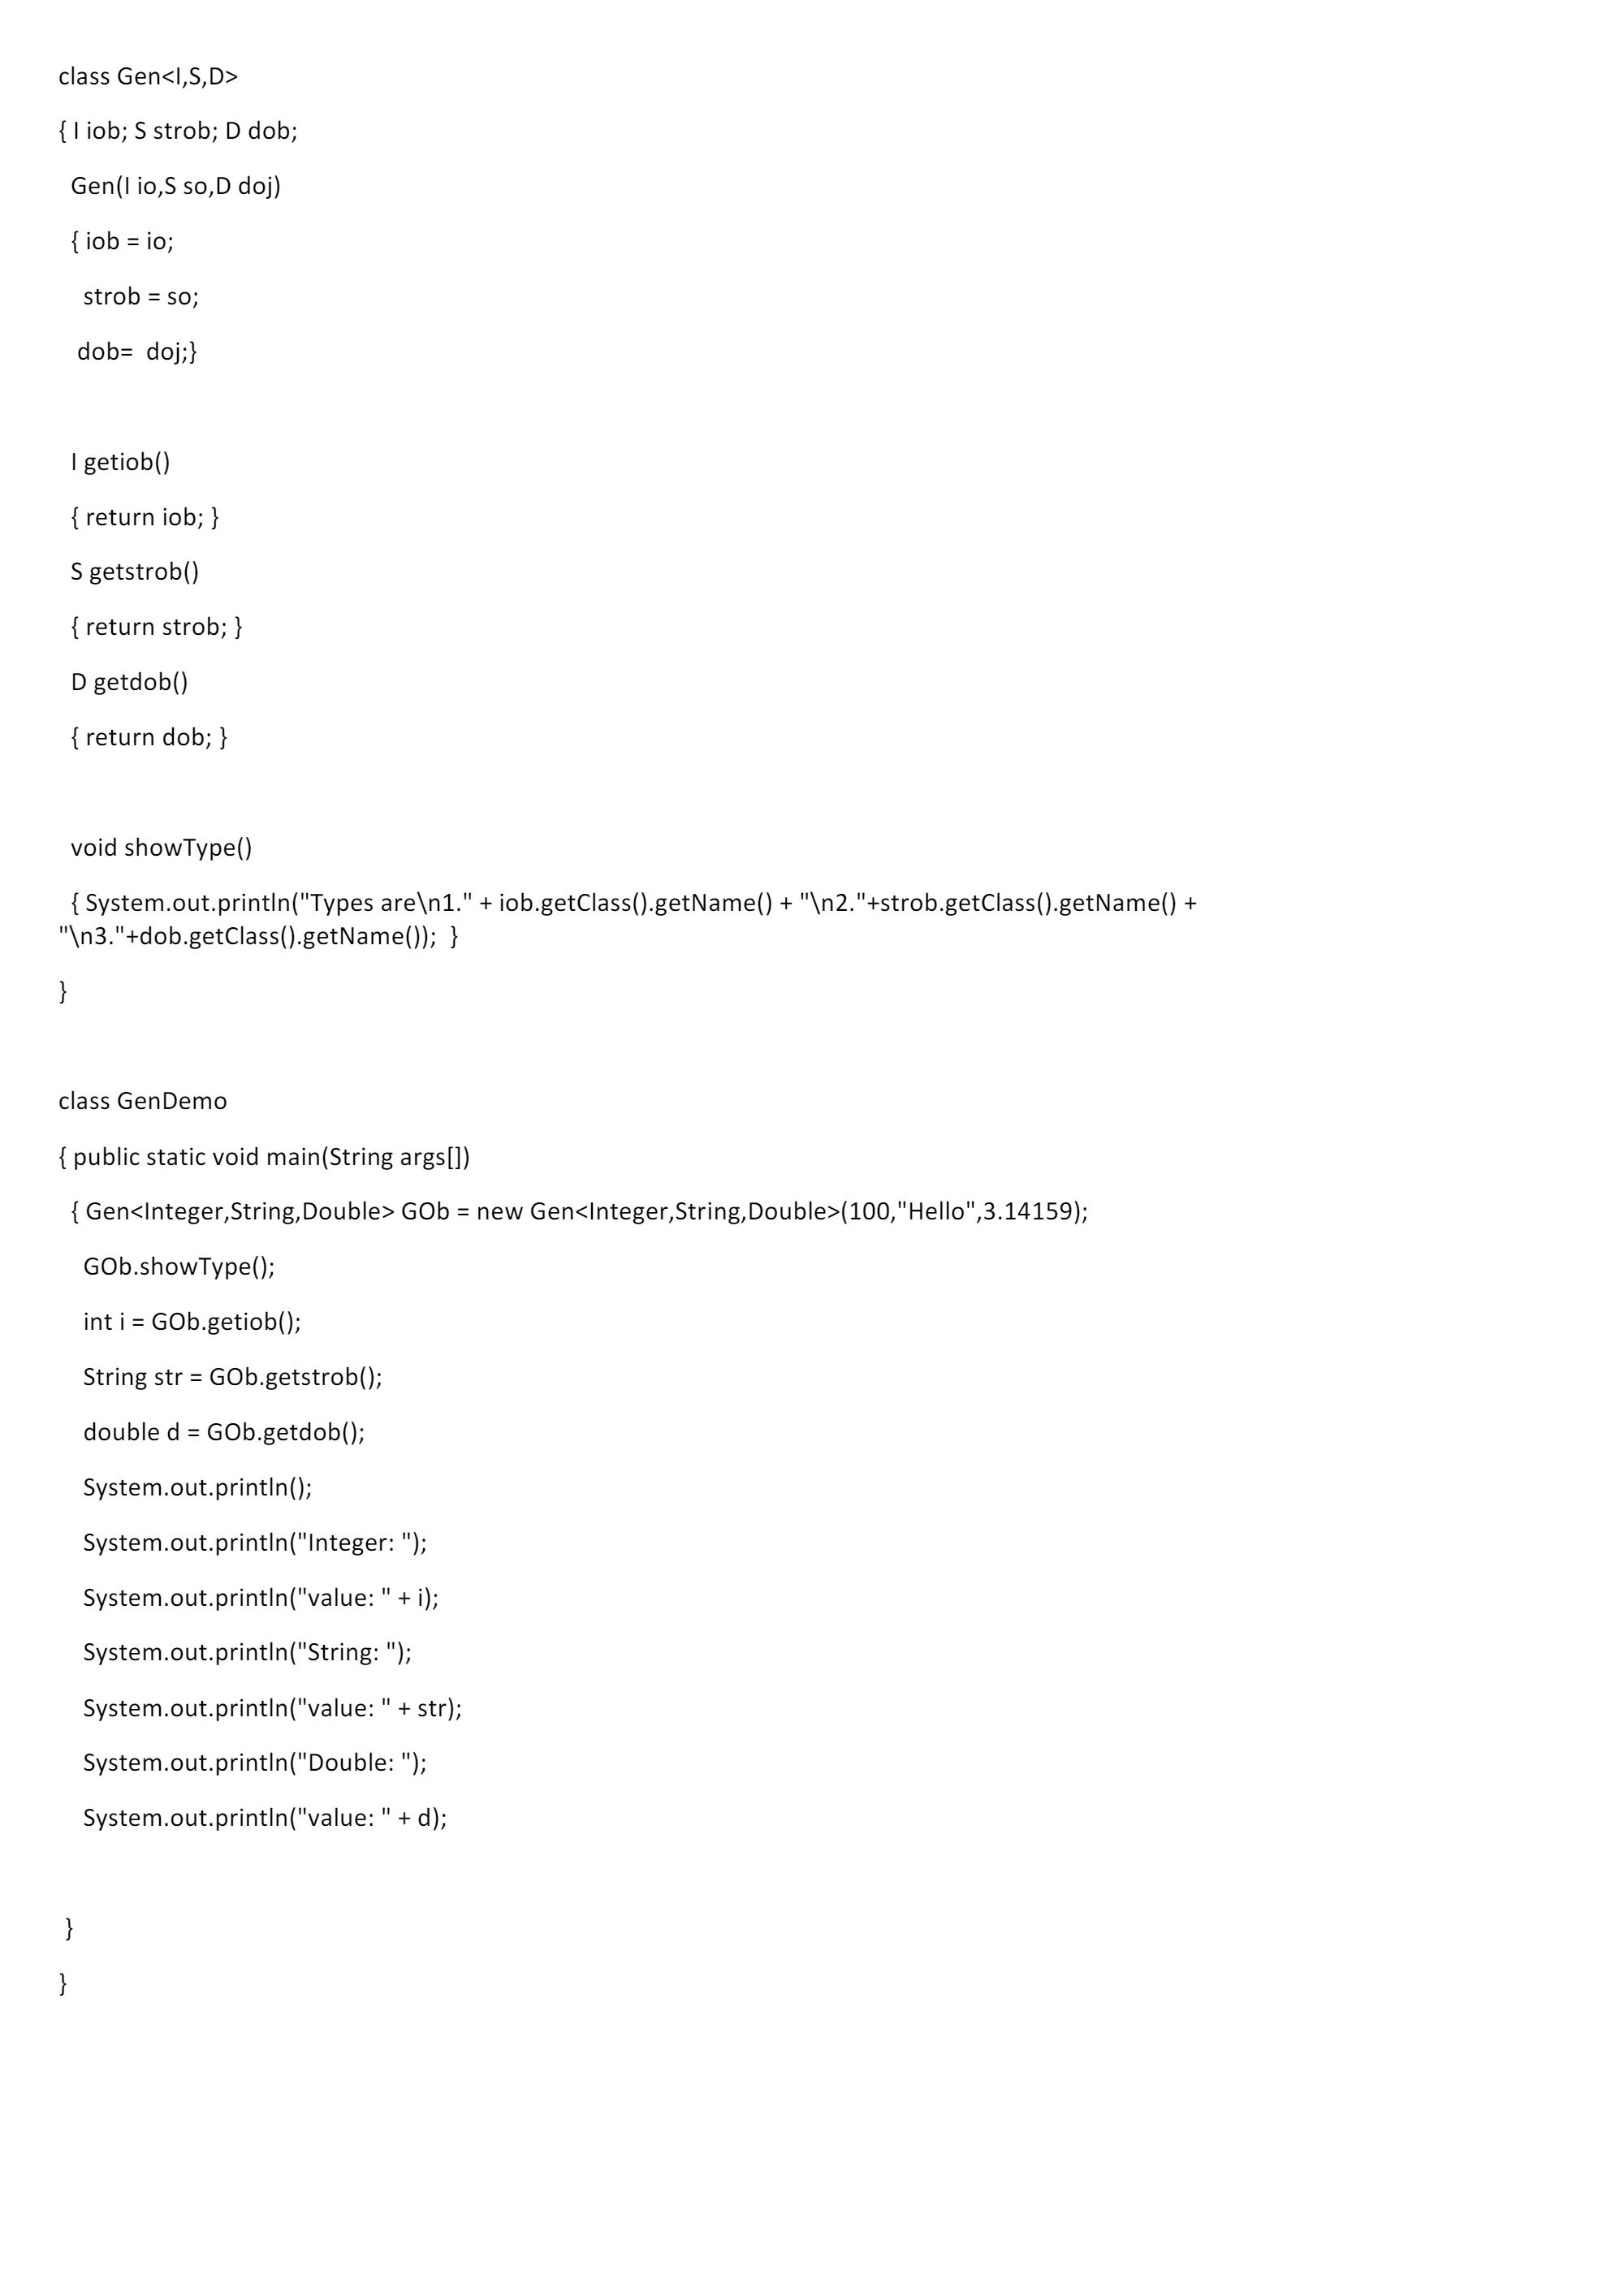 class Gen<I,S,D>
{ I iob; S strob; D dob;
Gen(I io,S so,D doj)
{ iob = io;
strob = so;
dob=  doj;}
I getiob()
{ return iob; }
S getstrob()
{ return strob; }
D getdob()
{ return dob; }
void showType()
{ System.out.println("Types are\n1." + iob.getClass().getName() + "\n2."+strob.getClass().getName() +
"\n3."+dob.getClass().getName());  }
}
class GenDemo
{ public static void main(String args[])
{ Gen<Integer,String,Double> GOb = new Gen<Integer,String,Double>(100,"Hello",3.14159);
GOb.showType();
int i = GOb.getiob();
String str = GOb.getstrob();
double d = GOb.getdob();
System.out.println();
System.out.println("Integer: ");
System.out.println("value: " + i);
System.out.println("String: ");
System.out.println("value: " + str);
System.out.println("Double: ");
System.out.println("value: " + d);
}
}